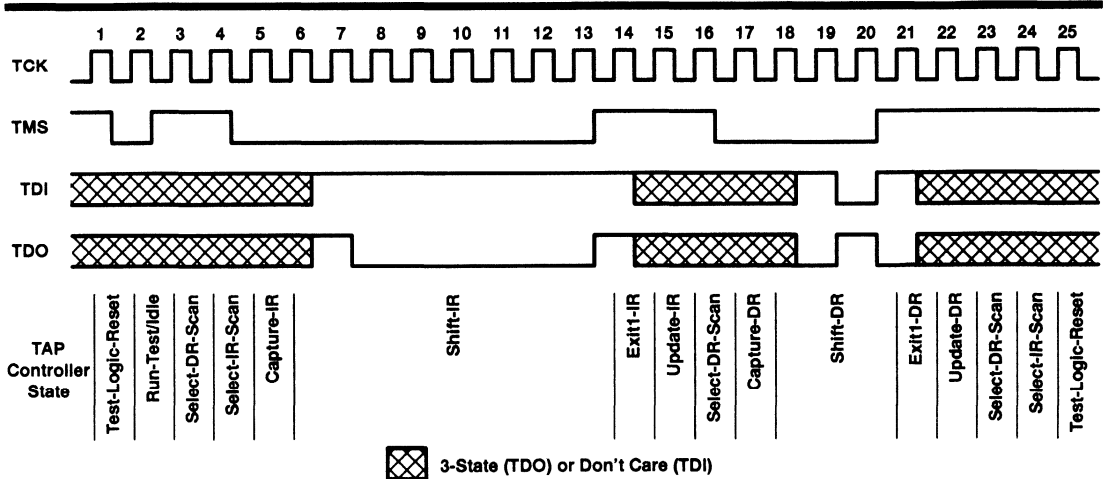 1 2 3 4 5 6 7 8 9 10 11 12 13 14 15 16 17 18 19 20 21 22 23 24 25
TCK
TMS
TDI
TDO
TAP
Controller
State
Test-Logic-Reset
Run-Test/Idle
Select-DR-Scan
Select-IR-Scan
Capture-IR
Shift-IR
Exit1-IR
Update-IR
Select-DR-Scan
Capture-DR
Shift-DR
Exit1-DR
Update-DR
Select-DR-Scan
Select-IR-Scan
Test-Logic-Reset
3-State (TDO) or Don't Care (TDI)